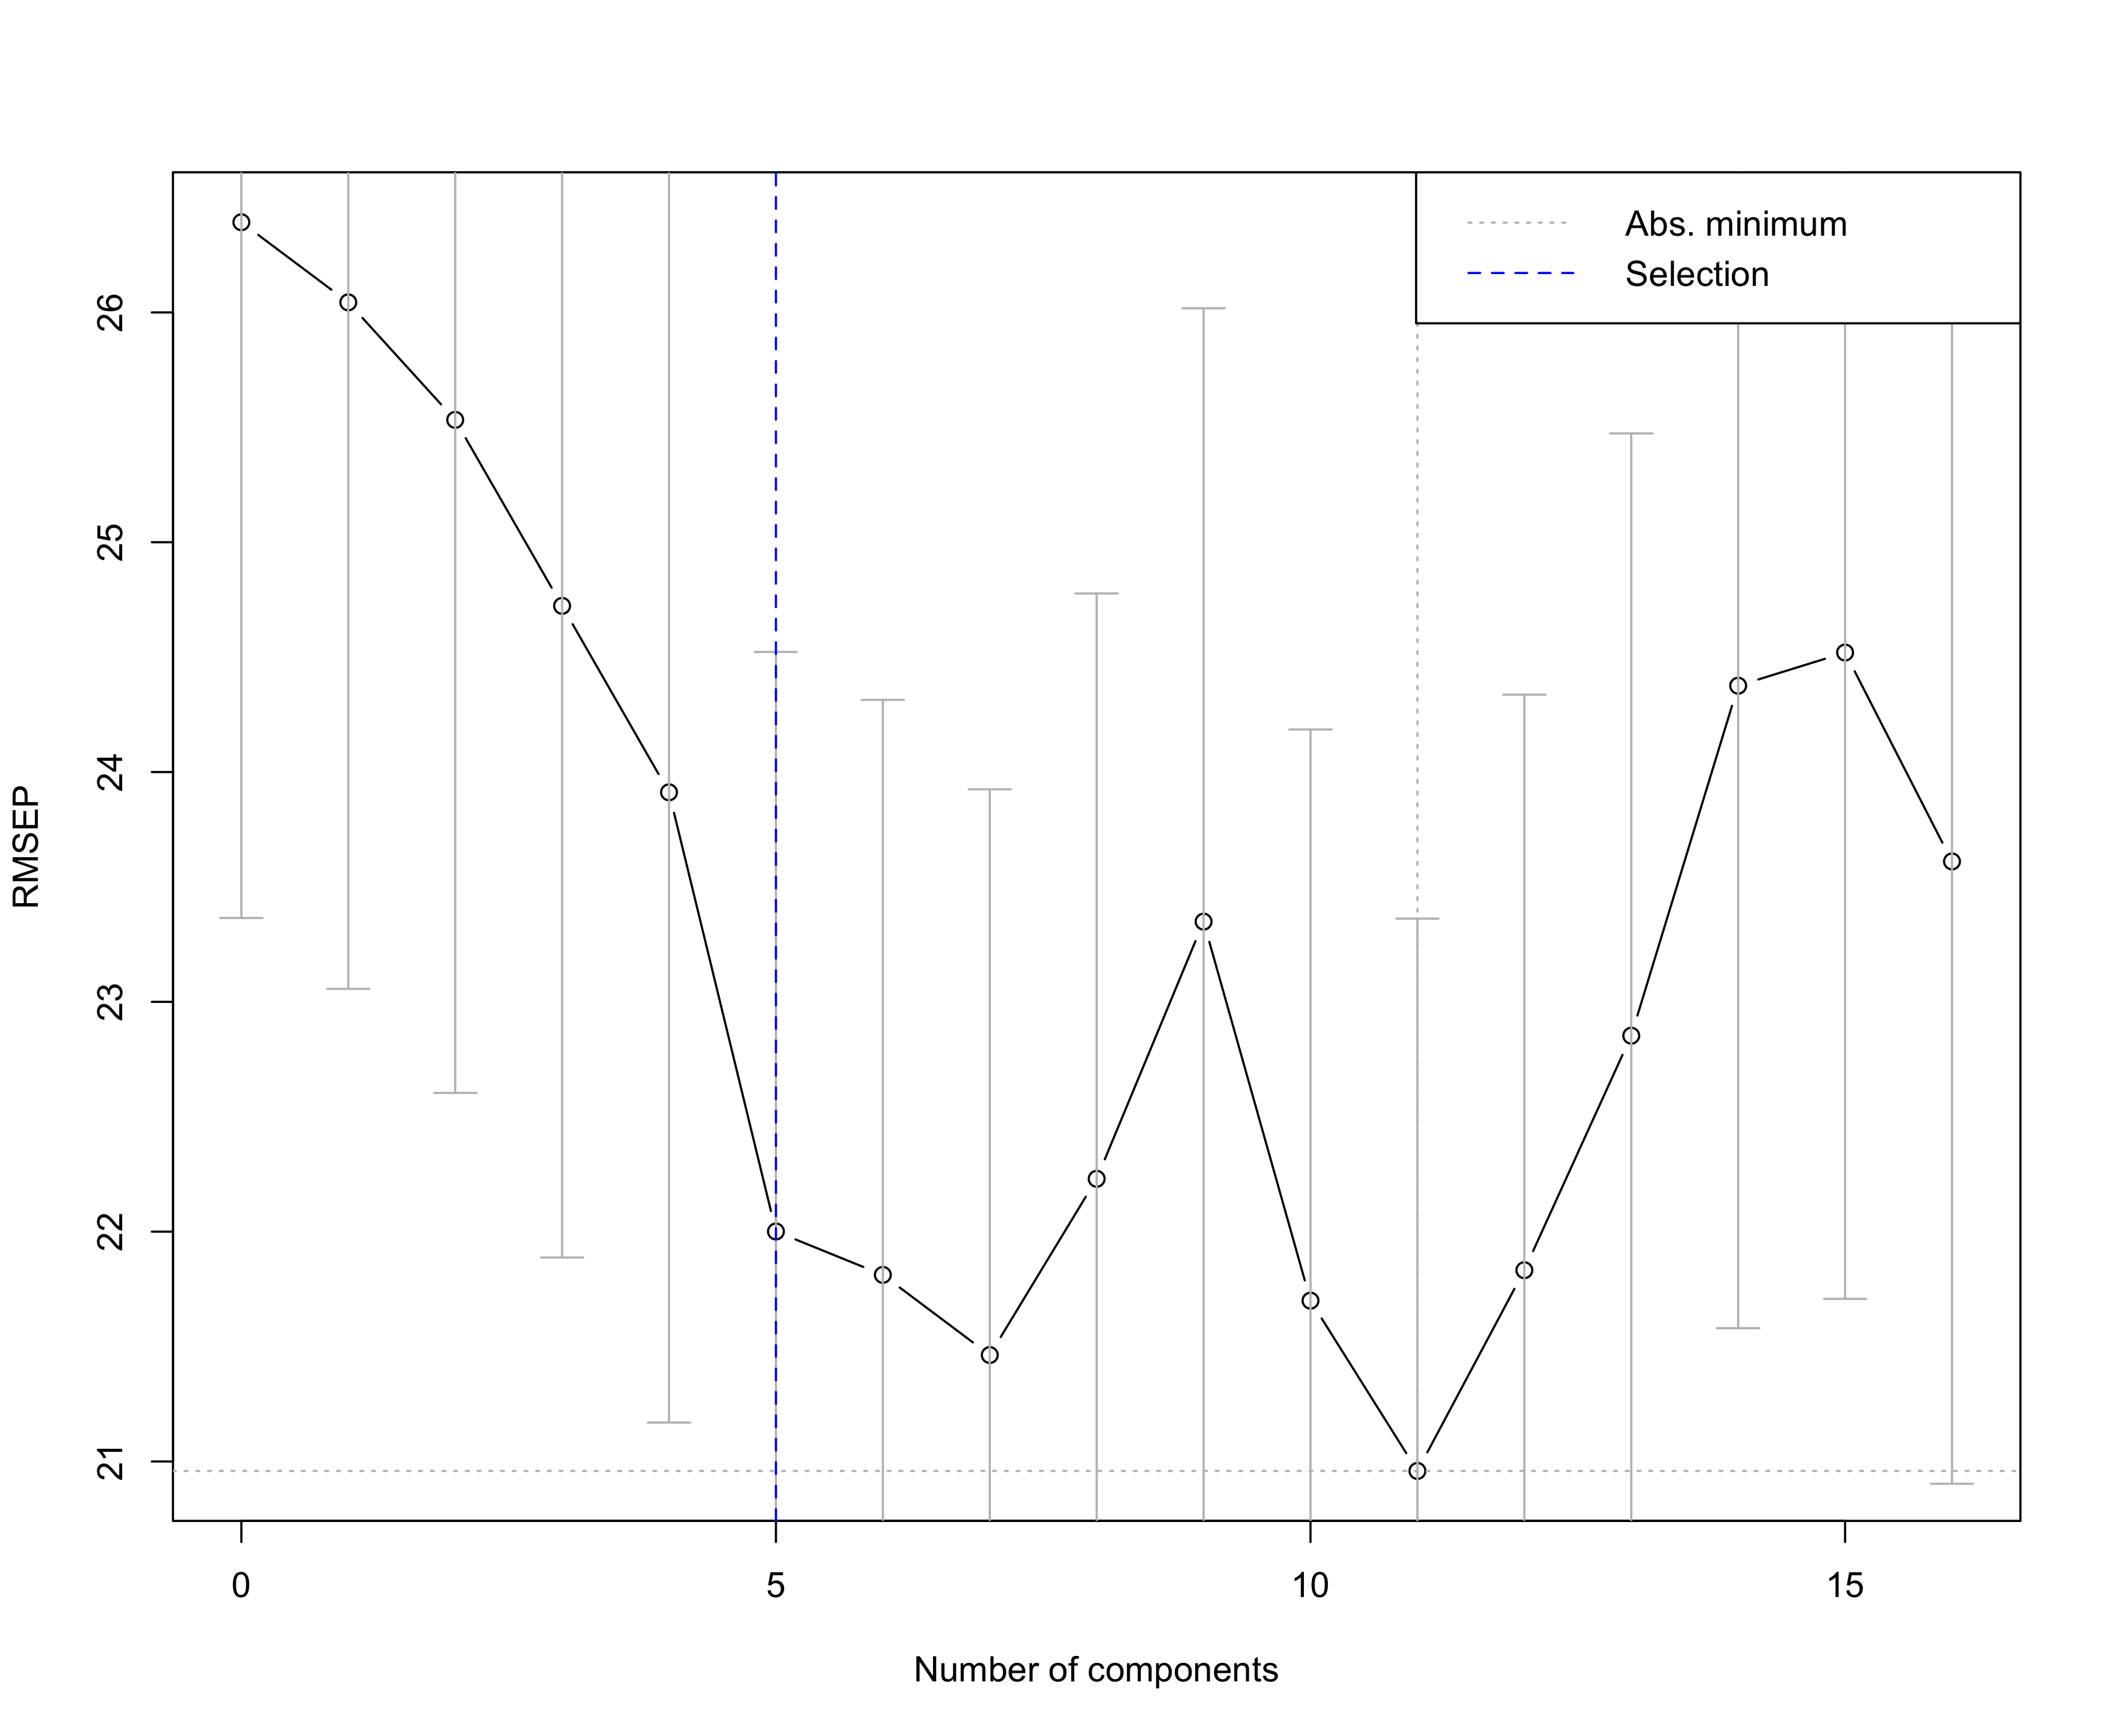 Abs. minimum
Selection
RMSEP
26
25
24
23
22
21
0 5 10 15
Number of components